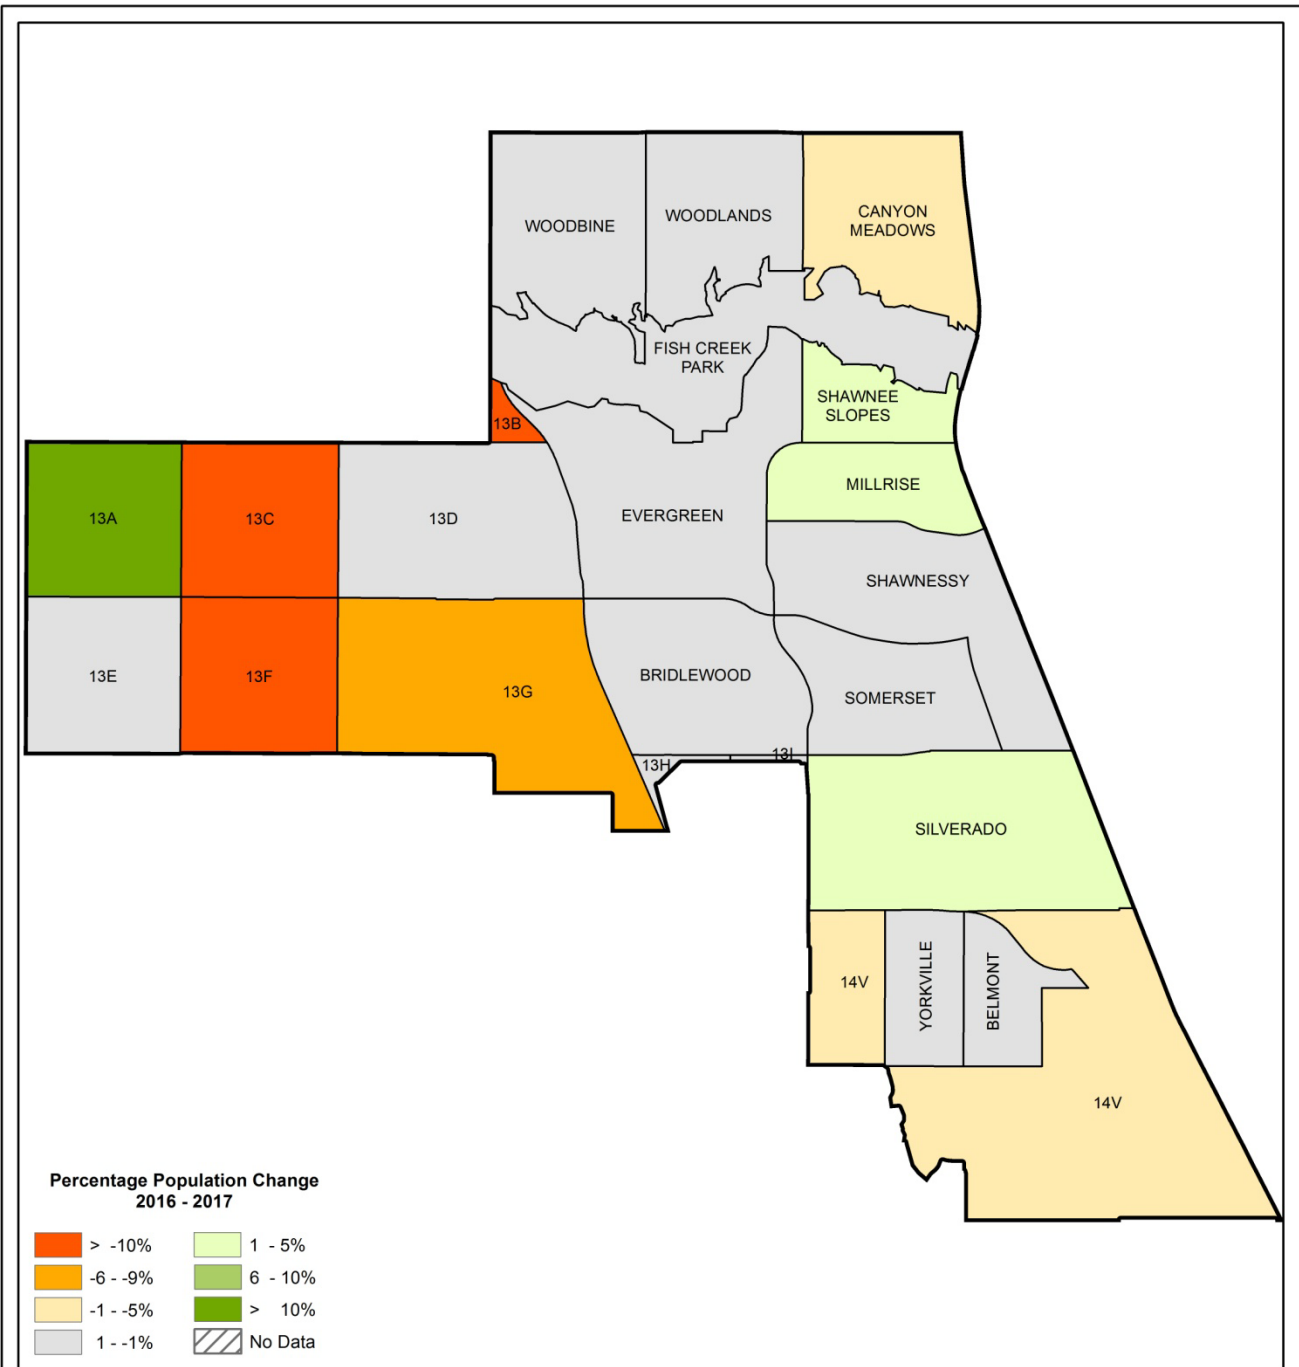 WOODBINE
WOODLANDS
CANYON
MEADOWS
FISH CREEK
PARK
SHAWNEE
SLOPES
13B
MILLRISE
13A
13C
13D
EVERGREEN
SHAWNESSY
13E
13F
13G
BRIDLEWOOD
SOMERSET
13H
13I
SILVERADO
14V
YORKVILLE
BELMONT
14V
Percentage Population Change
2016 - 2017
> -10%
-6 - -9%
-1 - -5%
1 - -1%
1 - 5%
6 - 10%
> 10%
No Data